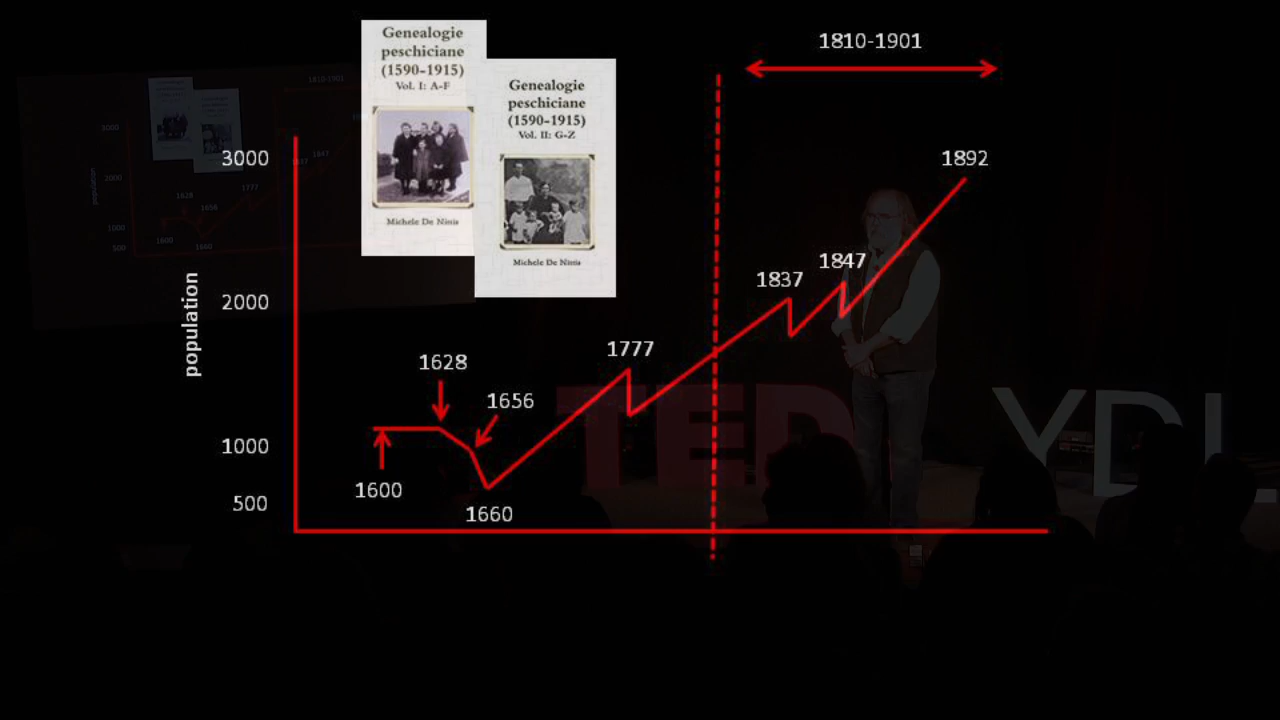 Genealogie
peschiciane
(1590-1915)
Vol. I: A-F
Michele De Nittis
Genealogie
peschiciane
(1590-1915)
Vol. II: G-Z
Michele De Nittis
1810-1901
3000
2000
1000
500
population
1600
1628
1656
1660
1777
1837
1847
1892
TED